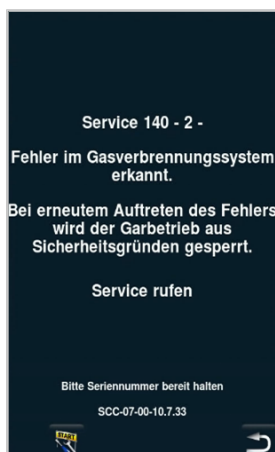 Service 140 - 2 -
Fehler im Gasverbrennungssystem
erkannt.
Bei erneutem Auftreten des Fehlers
wird der Garbetrieb aus
Sicherheitsgründen gesperrt.
Service rufen
Bitte Seriennummer bereit halten
SCC-07-00-10.7.33
START